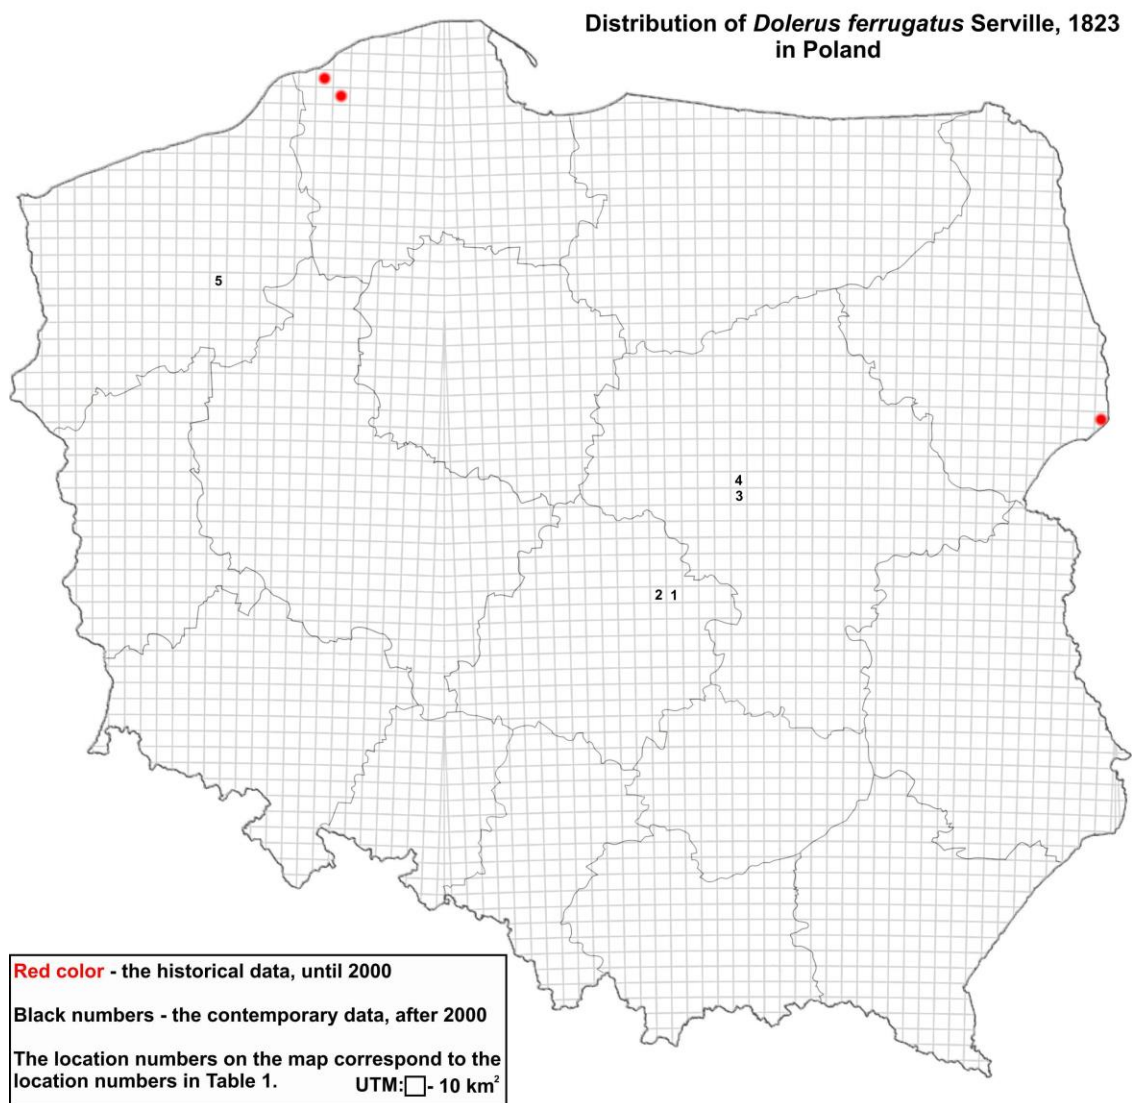 Distribution of Dolerus ferrugatus Serville, 1823
in Poland
5
4
3
2 1
Red color - the historical data, until 2000
Black numbers - the contemporary data, after 2000
The location numbers on the map correspond to the
location numbers in Table 1. UTM: - 10 km²